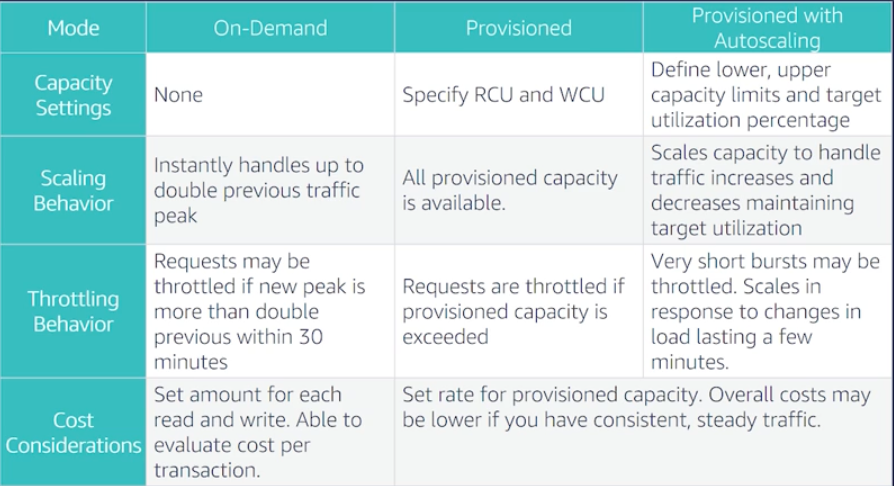 Mode
On-Demand
Provisioned
Provisioned with
Autoscaling
Capacity
Settings
None
Specify RCU and WCU
Define lower, upper
capacity limits and target
utilization percentage
Scaling
Behavior
Instantly handles up to
double previous traffic
peak
All provisioned capacity
is available.
Scales capacity to handle
traffic increases and
decreases maintaining
target utilization
Throttling
Behavior
Requests may be
throttled if new peak is
more than double
previous within 30
minutes
Requests are throttled if
provisioned capacity is
exceeded
Very short bursts may be
throttled. Scales in
response to changes in
load lasting a few
minutes.
Cost
Considerations
Set amount for each
read and write. Able to
evaluate cost per
transaction.
Set rate for provisioned capacity. Overall costs may
be lower if you have consistent, steady traffic.